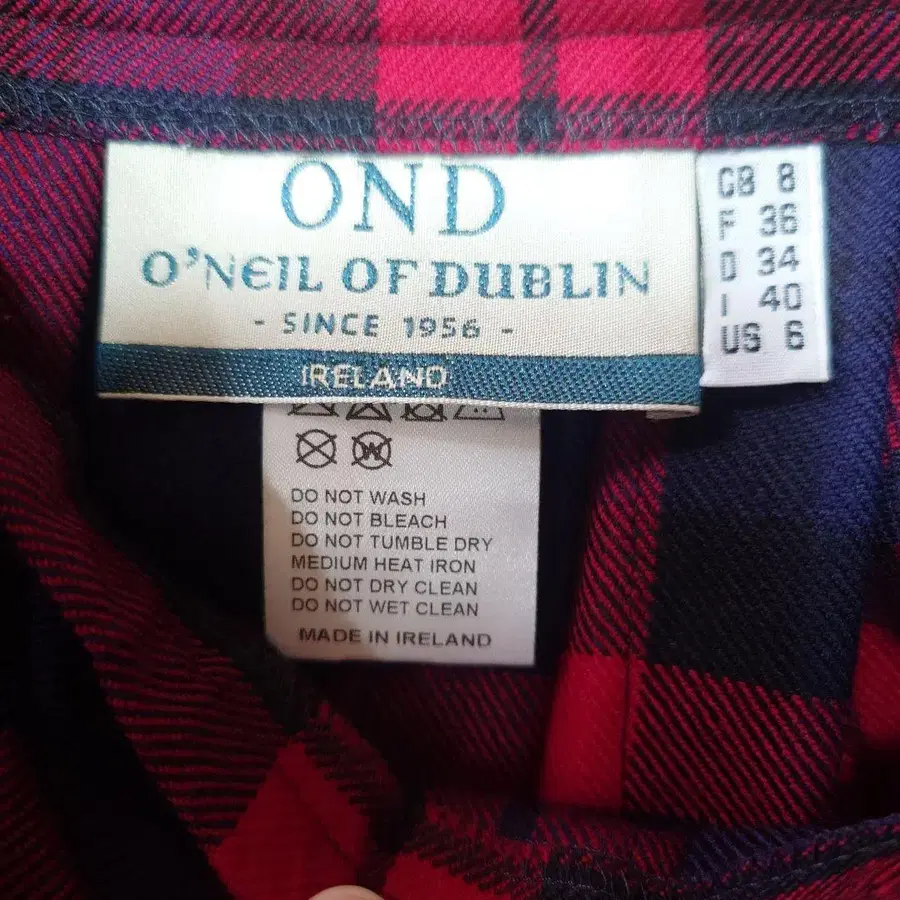 OND
O'NEIL OF DUBLIN
- SINCE 1956 -
IRELAND
GB 8
F 36
D 34
I 40
US 6
W
DO NOT WASH
DO NOT BLEACH
DO NOT TUMBLE DRY
MEDIUM HEAT IRON
DO NOT DRY CLEAN
DO NOT WET CLEAN
MADE IN IRELAND